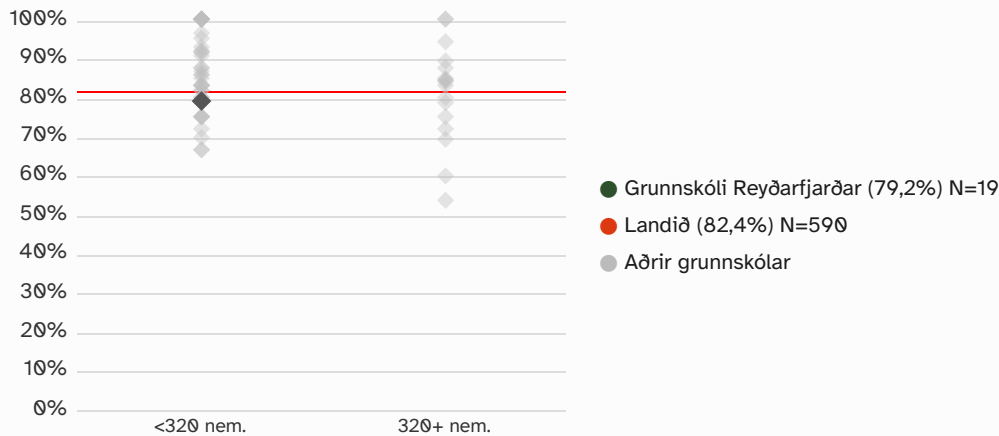 100%
90%
80%
70%
60%
50%
40%
30%
20%
10%
0%
<320 nem.
320+ nem.
Grunnskóli Reyðarfjarðar (79,2%) N=19
Landið (82,4%) N=590
Aðrir grunnskólar